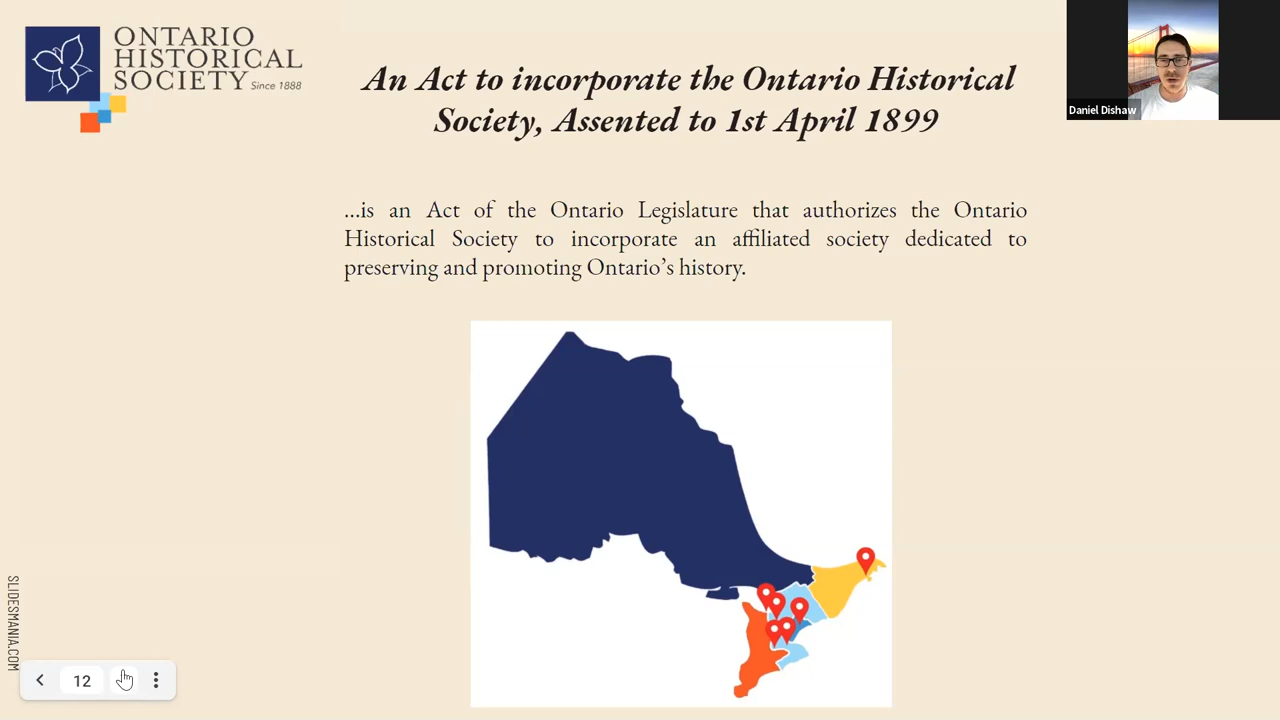 ONTARIO
HISTORICAL
SOCIETY Since 1888
An Act to incorporate the Ontario Historical
Society, Assented to 1st April 1899
Daniel Dishaw
...is an Act of the Ontario Legislature that authorizes the Ontario
Historical Society to incorporate an affiliated society dedicated to
preserving and promoting Ontario’s history.
SLIDESMANIA.COM
12